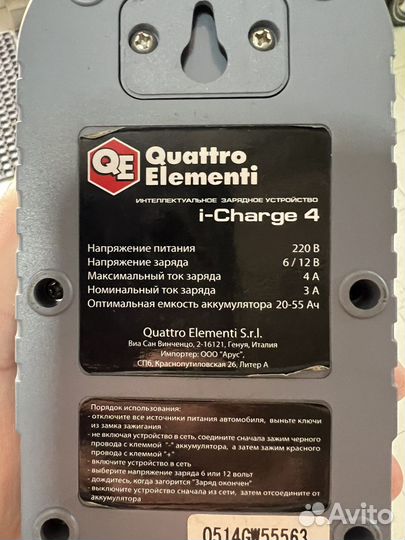 QE Quattro
Elementi
ИНТЕЛЛЕКТУАЛЬНОЕ ЗАРЯДНОЕ УСТРОЙСТВО
i-Charge 4
Напряжение питания 220 В
Напряжение заряда 6 / 12 В
Максимальный ток заряда 4 А
Номинальный ток заряда 3 А
Оптимальная емкость аккумулятора 20-55 Ач
Quattro Elementi S.r.l.
Виа Сан Винченцо, 2-16121, Генуя, Италия
Импортер: ООО "Арус",
СПб, Краснопутиловская 26, Литер А
Порядок использования:
- отключите все источники питания автомобиля, выньте ключи
из замка зажигания
- не включая устройство в сеть, соедините сначала зажим черного
провода с клеммой "-" аккумулятора, а затем зажим красного
провода с клеммой "+"
- включите устройство в сеть
- выберите напряжение заряда 6 или 12 вольт
- дождитесь, когда загорится "Заряд окончен"
- выключите устройство сначала из сети, затем отсоедините от
аккумулятора
0514GW55563
Avito